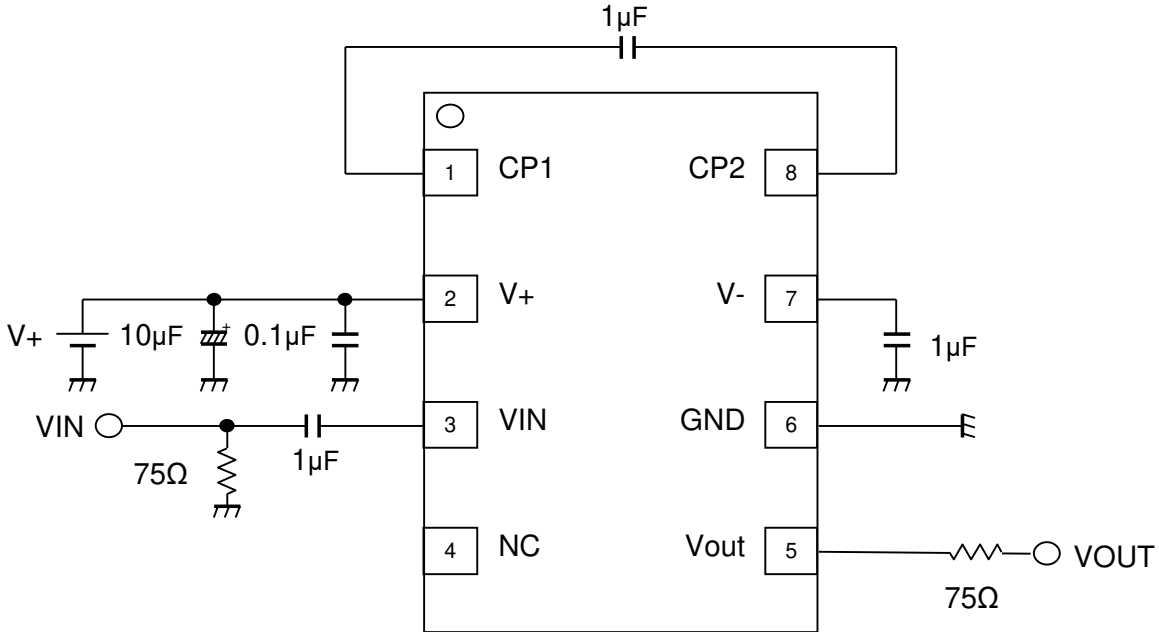 1µF
1 CP1 CP2 8
2 V+ V- 7
V+ 10µF + 0.1µF 1µF
VIN 3 VIN GND 6
75Ω 1µF
4 NC Vout 5 VOUT
75Ω